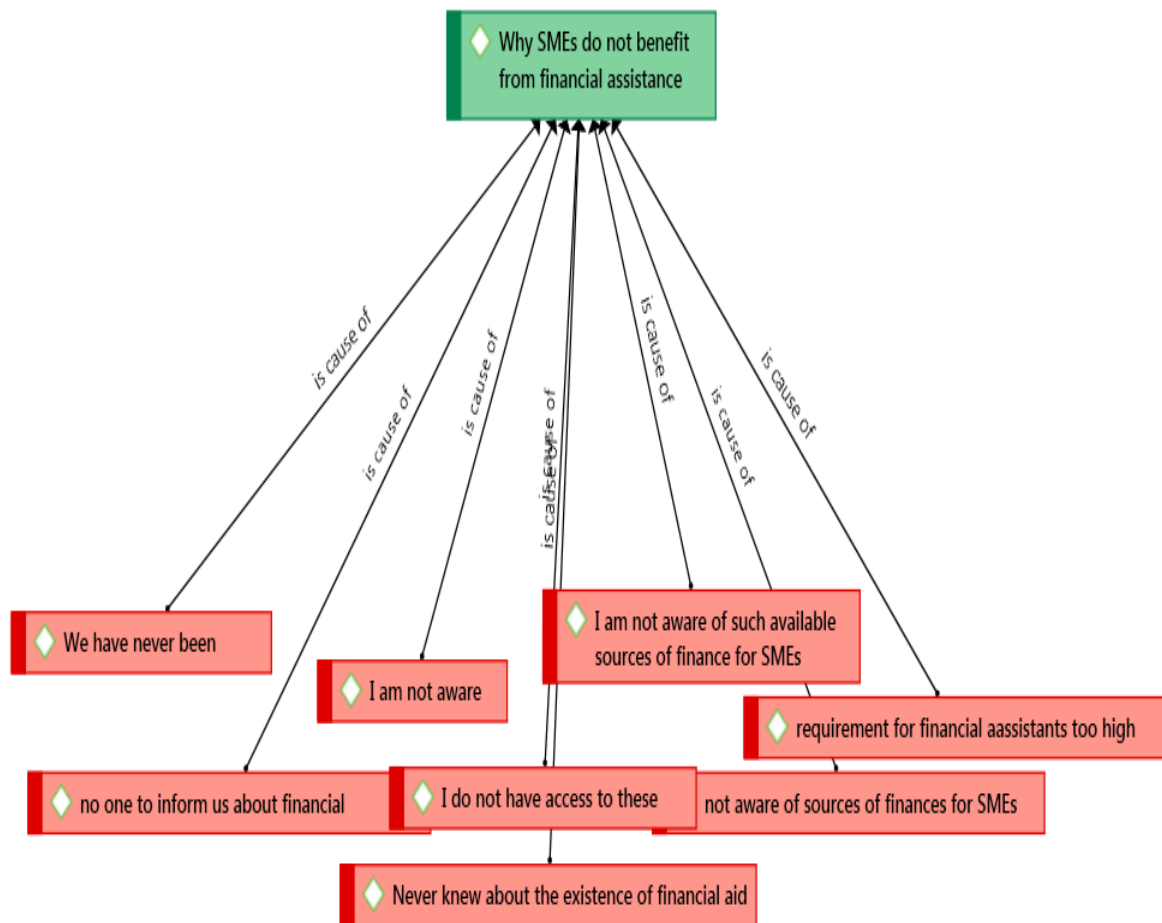 Why SMEs do not benefit
from financial assistance
is cause of
is cause of
is cause of
is cause of
is cause of
is cause of
is cause of
is cause of
We have never been
I am not aware
I am not aware of such available
sources of finance for SMEs
requirement for financial aassistants too high
no one to inform us about financial
I do not have access to these
not aware of sources of finances for SMEs
Never knew about the existence of financial aid